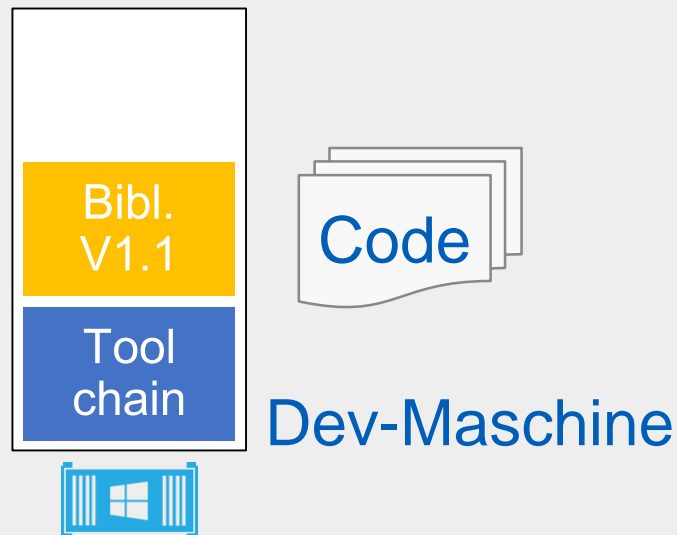 Bibl.
V1.1
Code
Tool
chain
Dev-Maschine